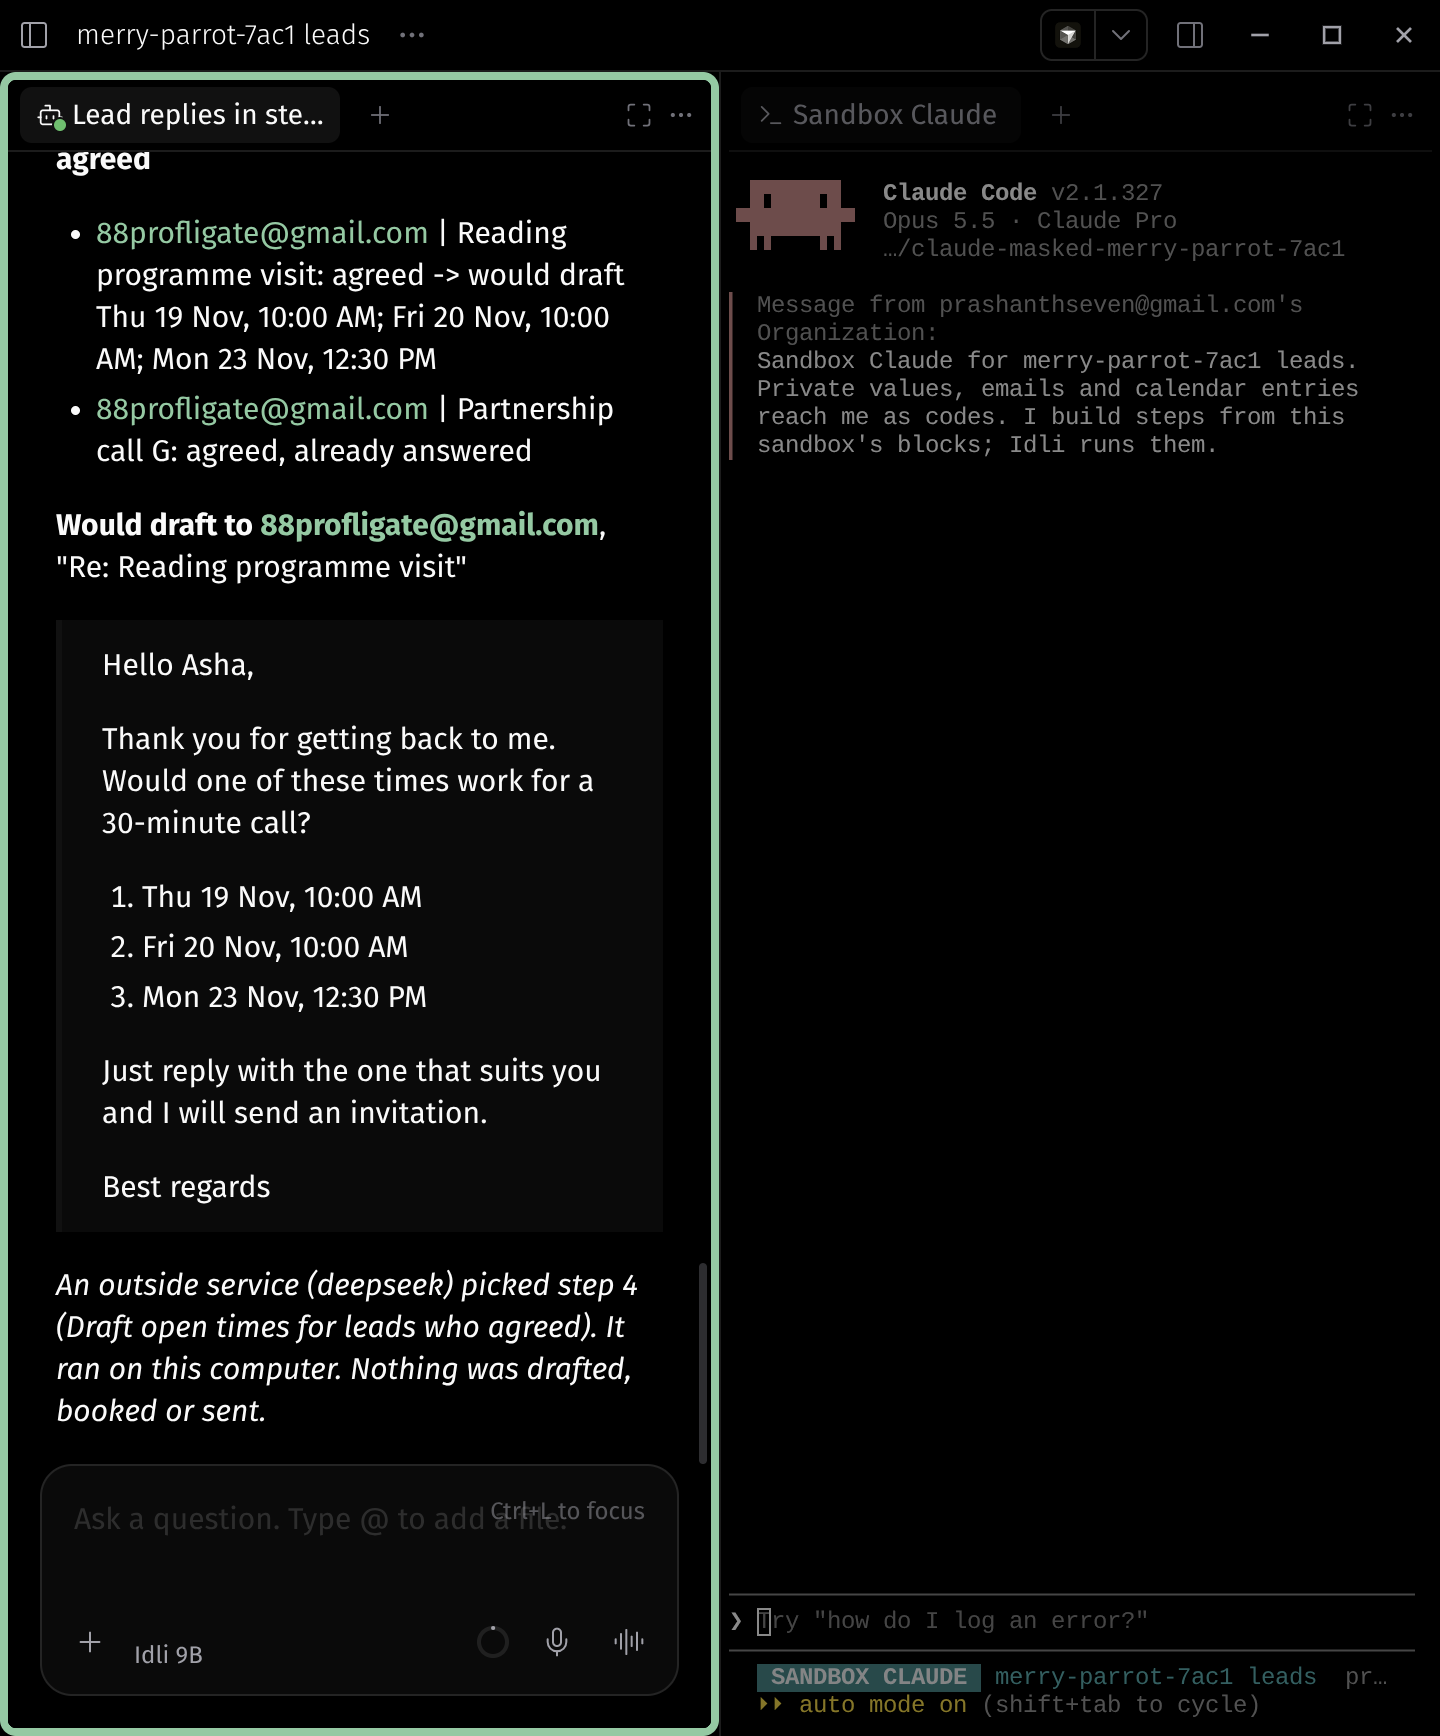 merry-parrot-7ac1 leads
Lead replies in ste...
agreed
88profligate@gmail.com | Reading
programme visit: agreed -> would draft
Thu 19 Nov, 10:00 AM; Fri 20 Nov, 10:00
AM; Mon 23 Nov, 12:30 PM
88profligate@gmail.com | Partnership
call G: agreed, already answered
Would draft to 88profligate@gmail.com,
"Re: Reading programme visit"
Hello Asha,
Thank you for getting back to me.
Would one of these times work for a
30-minute call?
1. Thu 19 Nov, 10:00 AM
2. Fri 20 Nov, 10:00 AM
3. Mon 23 Nov, 12:30 PM
Just reply with the one that suits you
and I will send an invitation.
Best regards
An outside service (deepseek) picked step 4
(Draft open times for leads who agreed). It
ran on this computer. Nothing was drafted,
booked or sent.
Ask a question. Type @ to add a file.
Ctrl+L to focus
Idli 9B
Sandbox Claude
Claude Code v2.1.327
Opus 5.5 · Claude Pro
…/claude-masked-merry-parrot-7ac1
Message from prashanthseven@gmail.com's
Organization:
Sandbox Claude for merry-parrot-7ac1 leads.
Private values, emails and calendar entries
reach me as codes. I build steps from this
sandbox's blocks; Idli runs them.
❯ Try "how do I log an error?"
SANDBOX CLAUDE merry-parrot-7ac1 leads pr…
⏵⏵ auto mode on (shift+tab to cycle)